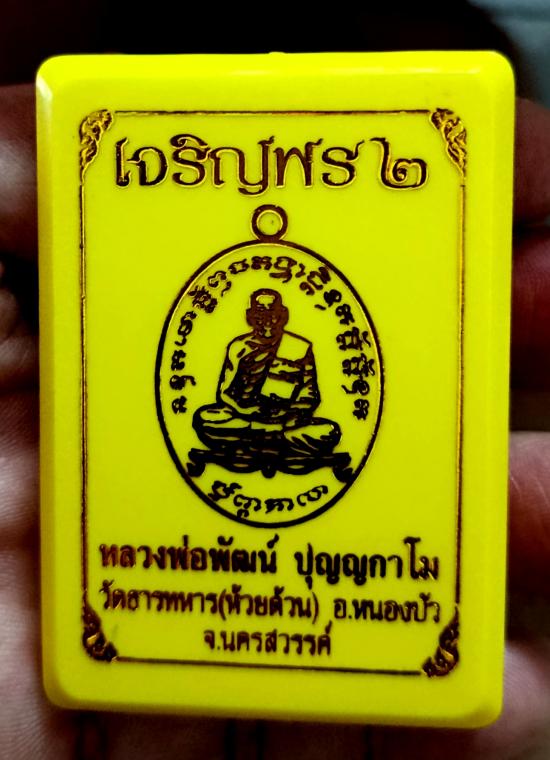 เจริญพร ๒
หลวงพ่อพัฒน์ ปุญญกาโม
วัดธารทหาร(ห้วยด้วน) อ.หนองบัว
จ.นครสวรรค์